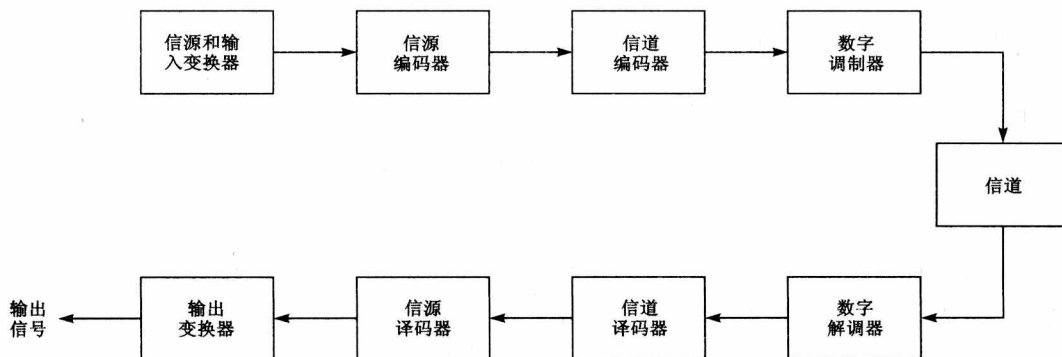 信源和输
入变换器
信源
编码器
信道
编码器
数字
调制器
信道
输出
信号
输出
变换器
信源
译码器
信道
译码器
数字
解调器